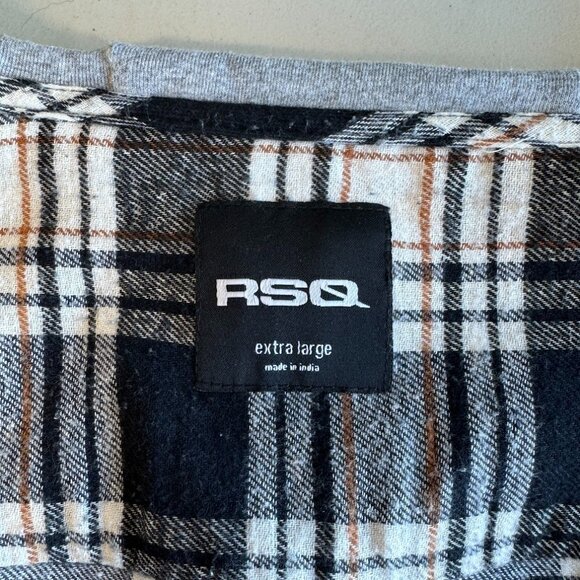 RSQ
extra large
made in india